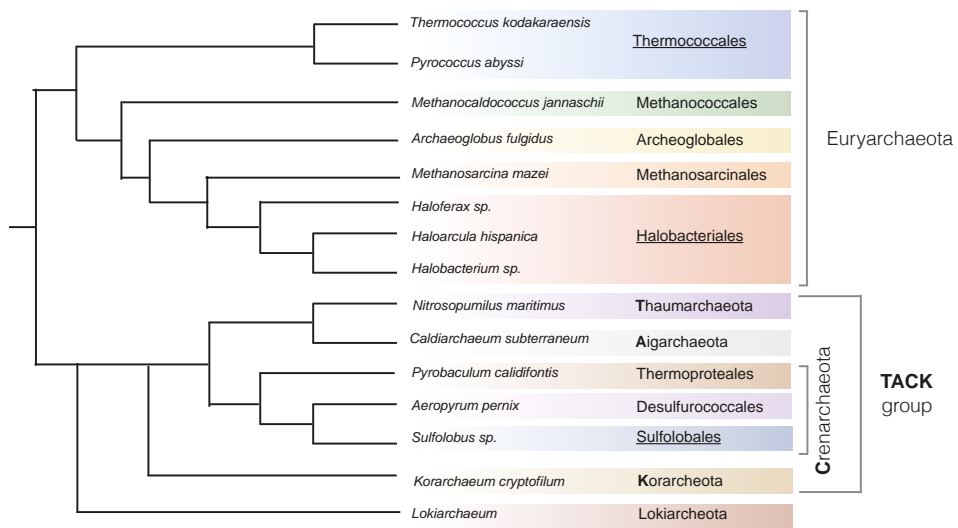 Thermococcus kodakaraensis
Thermococcales
Pyrococcus abyssi
Methanocaldococcus jannaschii Methanococcales
Archaeoglobus fulgidus Archeoglobales
Euryarchaeota
Methanosarcina mazei Methanosarcinales
Haloferax sp.
Haloarcula hispanica Halobacteriales
Halobacterium sp.
Nitrosopumilus maritimus Thaumarchaeota
Caldiarchaeum subterraneum Aigarchaeota
Pyrobaculum calidifontis Thermoproteales
Aeropyrum pernix Desulfurococcales
Sulfolobus sp. Sulfolobales
Crenarchaeota
TACK
group
Korarchaeum cryptofilum Korarcheota
Lokiarchaeum Lokiarcheota